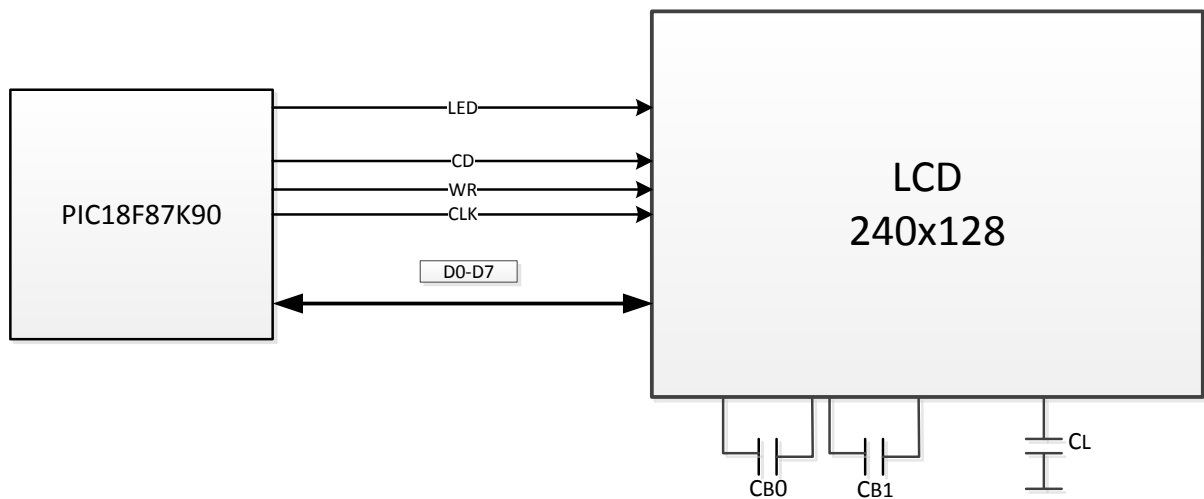 LED
CD
WR
CLK
PIC18F87K90
D0-D7
LCD
240x128
CB0
CB1
CL